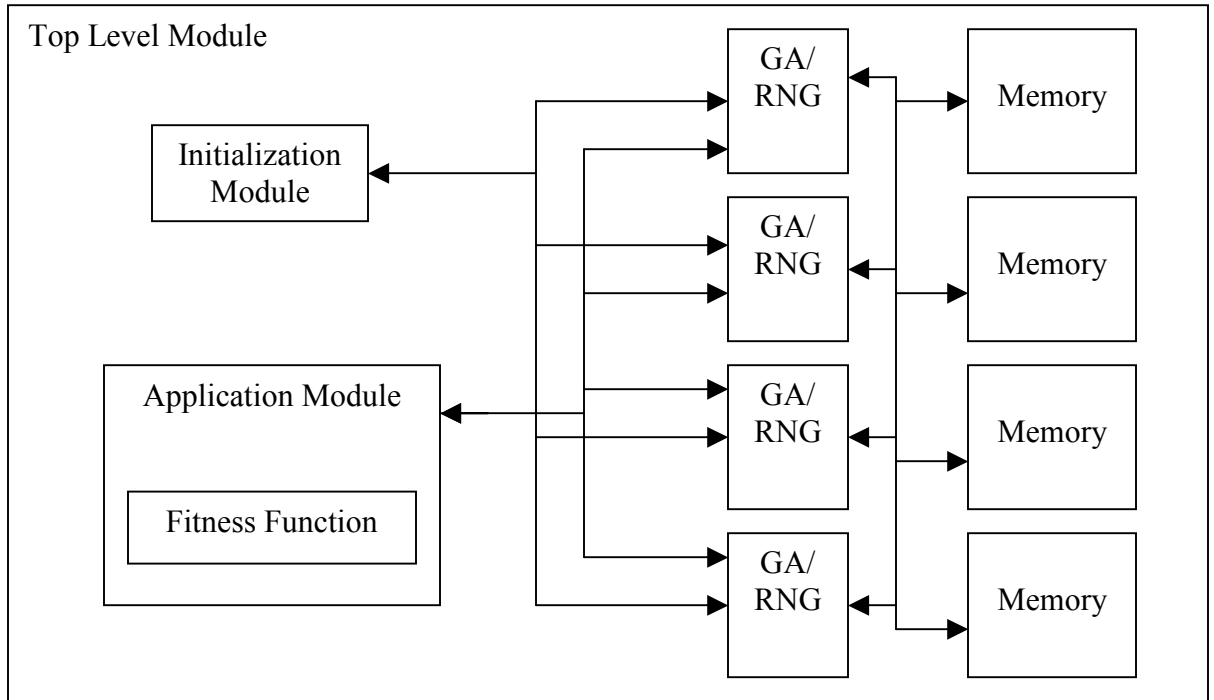 Top Level Module
Initialization
Module
Application Module
Fitness Function
GA/
RNG
Memory
GA/
RNG
Memory
GA/
RNG
Memory
GA/
RNG
Memory